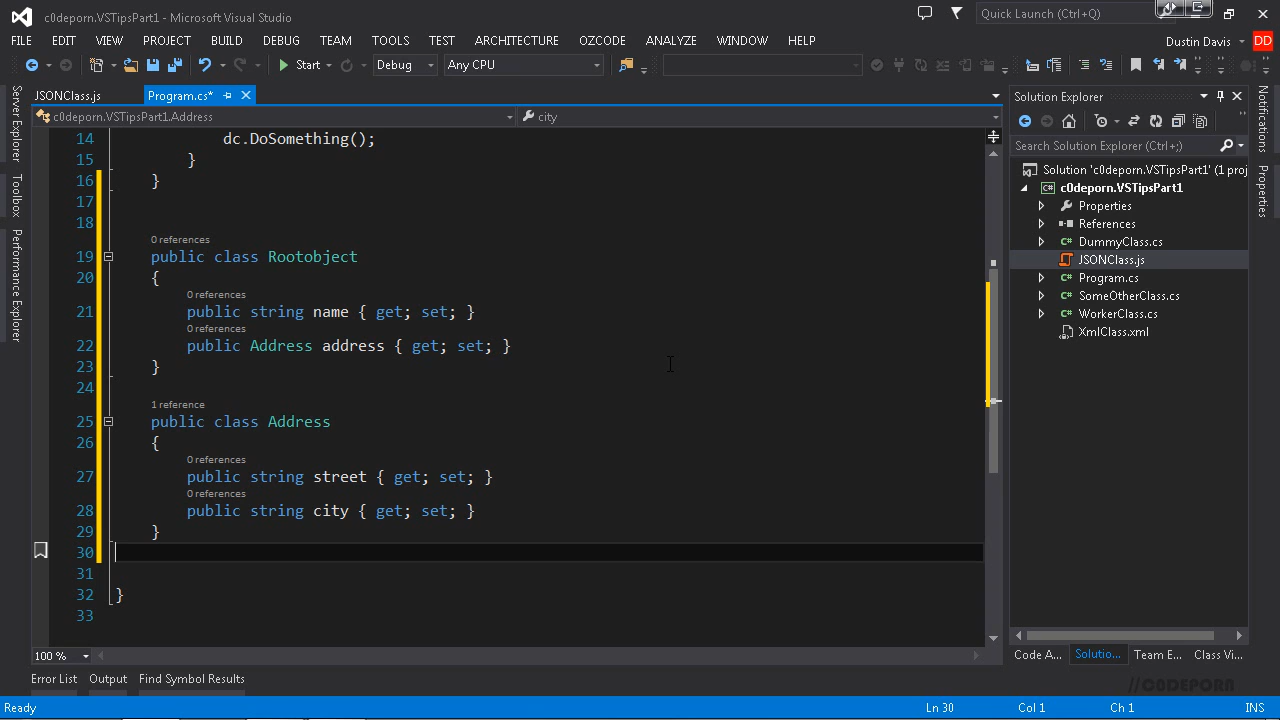 c0deporn.VSTipsPart1 - Microsoft Visual Studio
Quick Launch (Ctrl+Q)
FILE EDIT VIEW PROJECT BUILD DEBUG TEAM TOOLS TEST ARCHITECTURE OZCODE ANALYZE WINDOW HELP
Dustin Davis
DD
Start
Debug
Any CPU
JSONClass.js
Program.cs*
c0deporn.VSTipsPart1.Address
city
14 dc.DoSomething();
15 }
16 }
17
18
0 references
19 public class Rootobject
20 {
0 references
21 public string name { get; set; }
0 references
22 public Address address { get; set; }
23 }
24
1 reference
25 public class Address
26 {
0 references
27 public string street { get; set; }
0 references
28 public string city { get; set; }
29 }
30
31
32 }
33
100 %
Server Explorer
Toolbox
Performance Explorer
Solution Explorer
Search Solution Explorer (Ctrl+;)
Solution 'c0deporn.VSTipsPart1' (1 proj
c0deporn.VSTipsPart1
Properties
References
DummyClass.cs
JSONClass.js
Program.cs
SomeOtherClass.cs
WorkerClass.cs
XmlClass.xml
Notifications
Properties
Code A...
Solutio...
Team E...
Class Vi...
Error List
Output
Find Symbol Results
//C0DEPORN
Ready
Ln 30
Col 1
Ch 1
INS